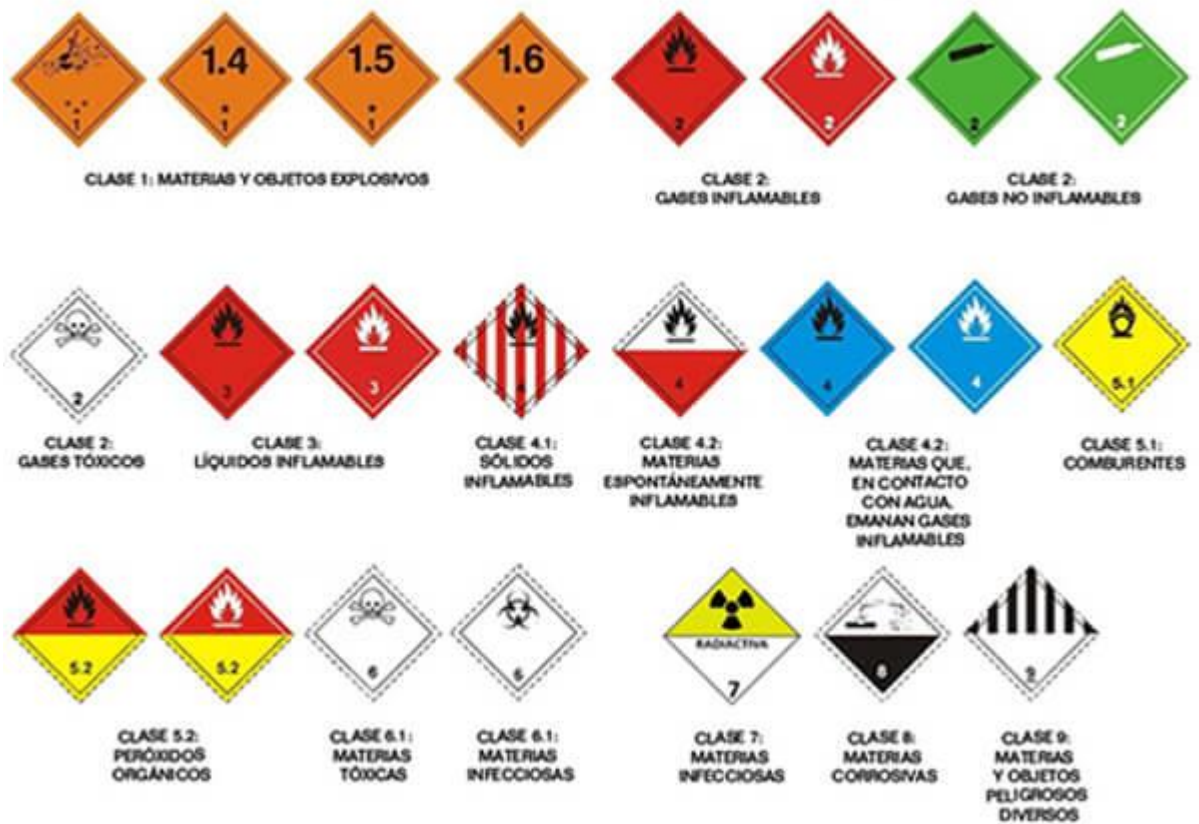 1.4
1.5
1.6
1
1
1
1
2
2
2
2
CLASE 1: MATERIAS Y OBJETOS EXPLOSIVOS
CLASE 2:
GASES INFLAMABLES
CLASE 2:
GASES NO INFLAMABLES
2
3
3
4
4
4
4
5.1
CLASE 2:
GASES TÓXICOS
CLASE 3:
LÍQUIDOS INFLAMABLES
CLASE 4.1:
SÓLIDOS
INFLAMABLES
CLASE 4.2:
MATERIAS
ESPONTÁNEAMENTE
INFLAMABLES
CLASE 4.2:
MATERIAS QUE,
EN CONTACTO
CON AGUA,
EMANAN GASES
INFLAMABLES
CLASE 5.1:
COMBURENTES
5.2
5.2
6
6
RADIACTIVA
7
8
9
CLASE 5.2:
PERÓXIDOS
ORGÁNICOS
CLASE 6.1:
MATERIAS
TÓXICAS
CLASE 6.1:
MATERIAS
INFECCIOSAS
CLASE 7:
MATERIAS
INFECCIOSAS
CLASE 8:
MATERIAS
CORROSIVAS
CLASE 9:
MATERIAS
Y OBJETOS
PELIGROSOS
DIVERSOS